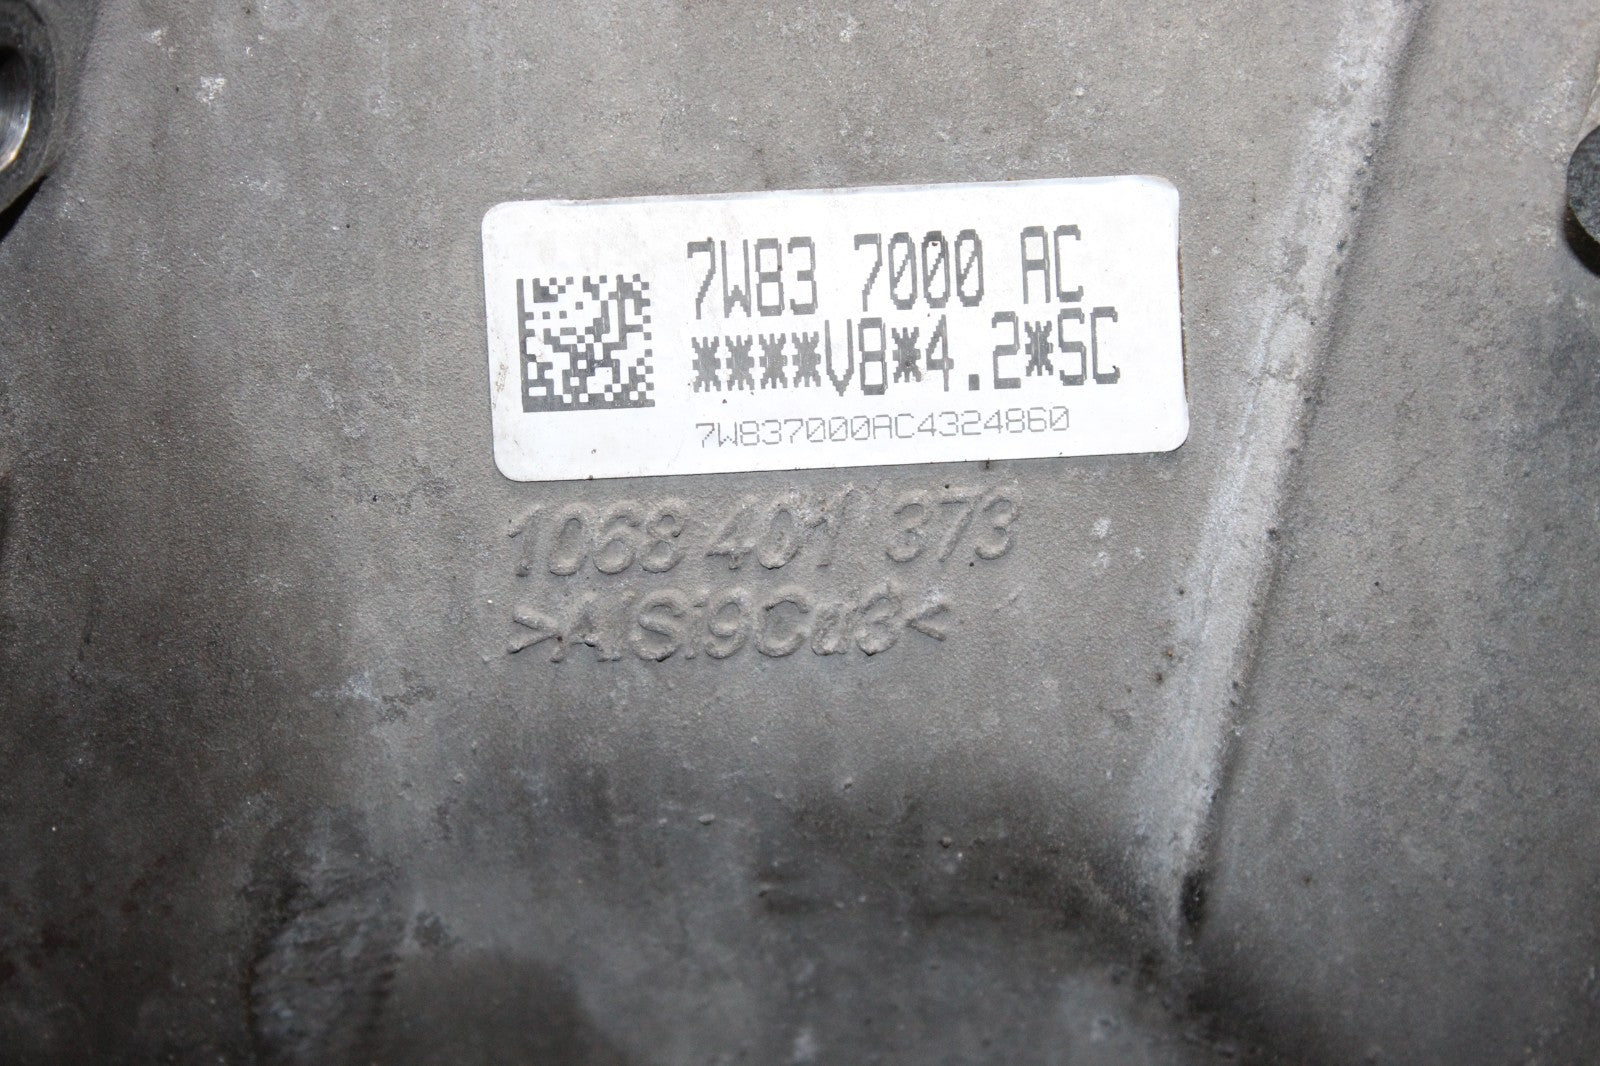 7W83 7000 AC
****V8*4.2*SC
7W837000AC4324860
1068 401 373
>AlSi9Cu3<